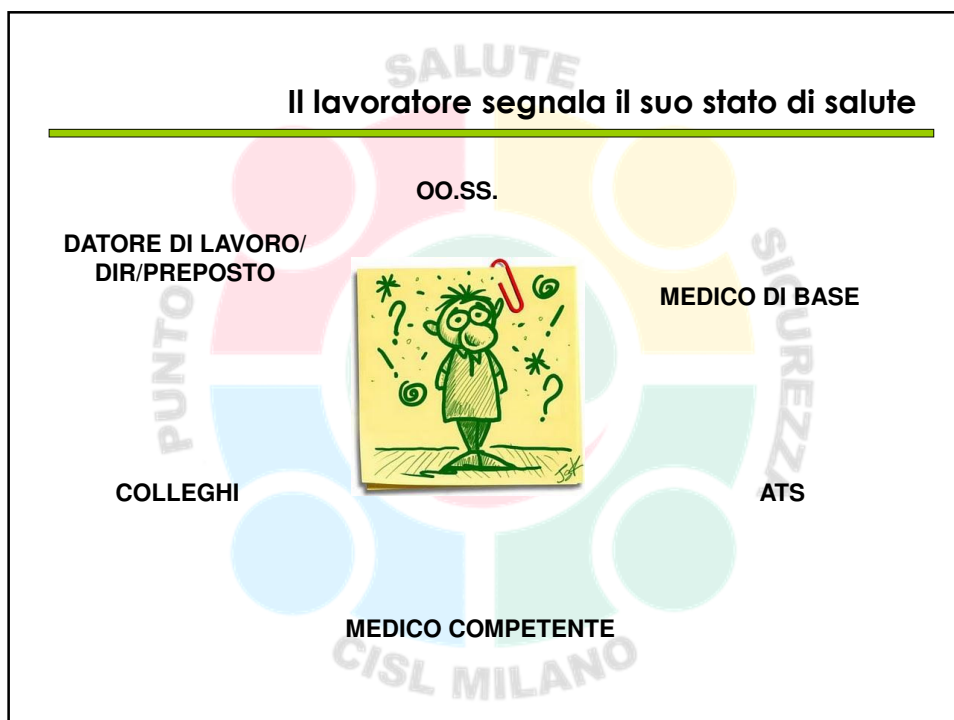 SALUTE
Il lavoratore segnala il suo stato di salute
OO.SS.
DATORE DI LAVORO/
DIR/PREPOSTO
MEDICO DI BASE
PUNTO
SICUREZZA
COLLEGHI
ATS
MEDICO COMPETENTE
CISL MILANO